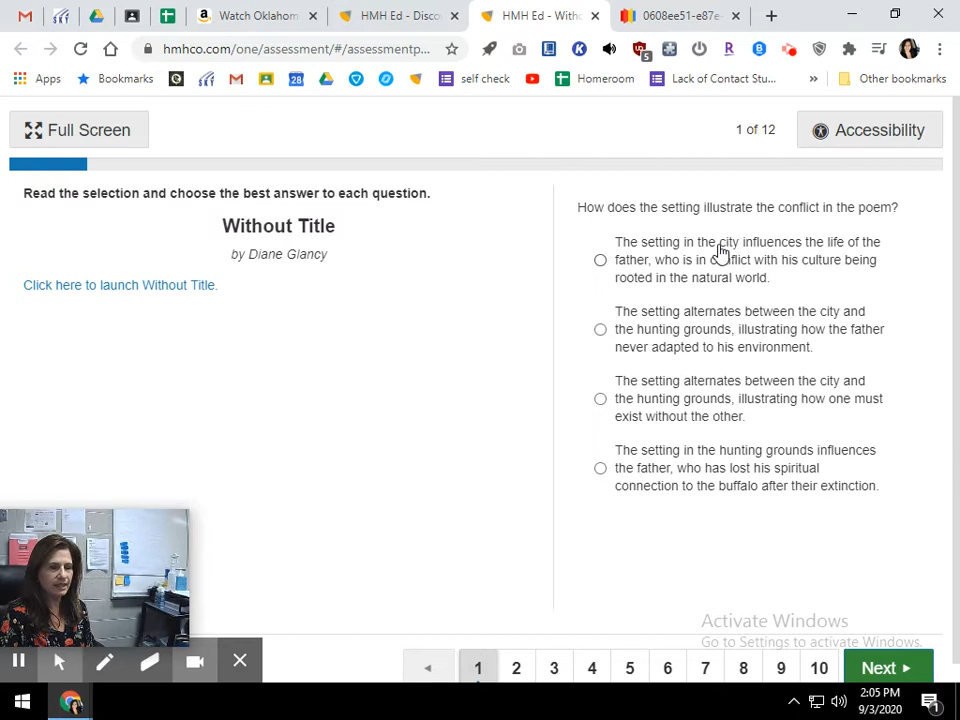 Watch Oklahom
HMH Ed - Disco
HMH Ed - With
0608ee51-e87e-
hmhco.com/one/assessment/#/assessmentp...
Apps
Bookmarks
self check
Homeroom
Lack of Contact Stu...
Other bookmarks
Full Screen
1 of 12
Accessibility
Read the selection and choose the best answer to each question.
Without Title
by Diane Glancy
Click here to launch Without Title.
How does the setting illustrate the conflict in the poem?
The setting in the city influences the life of the
father, who is in conflict with his culture being
rooted in the natural world.
The setting alternates between the city and
the hunting grounds, illustrating how the father
never adapted to his environment.
The setting alternates between the city and
the hunting grounds, illustrating how one must
exist without the other.
The setting in the hunting grounds influences
the father, who has lost his spiritual
connection to the buffalo after their extinction.
Activate Windows
Go to Settings to activate Windows.
1 2 3 4 5 6 7 8 9 10 Next
2:05 PM
9/3/2020